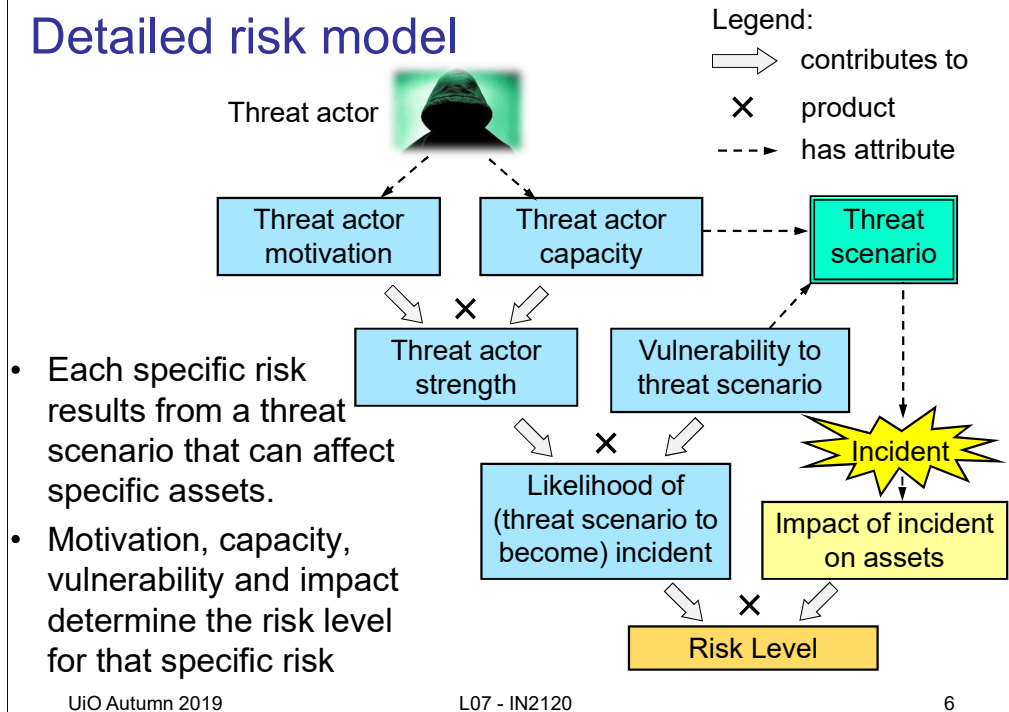 Detailed risk model
Legend:
contributes to
× product
has attribute
Threat actor
Threat actor
motivation
Threat actor
capacity
Threat
scenario
×
Threat actor
strength
Vulnerability to
threat scenario
• Each specific risk
results from a threat
scenario that can affect
specific assets.
×
Incident
Likelihood of
(threat scenario to
become) incident
Impact of incident
on assets
• Motivation, capacity,
vulnerability and impact
determine the risk level
for that specific risk
×
Risk Level
UiO Autumn 2019
L07 - IN2120
6